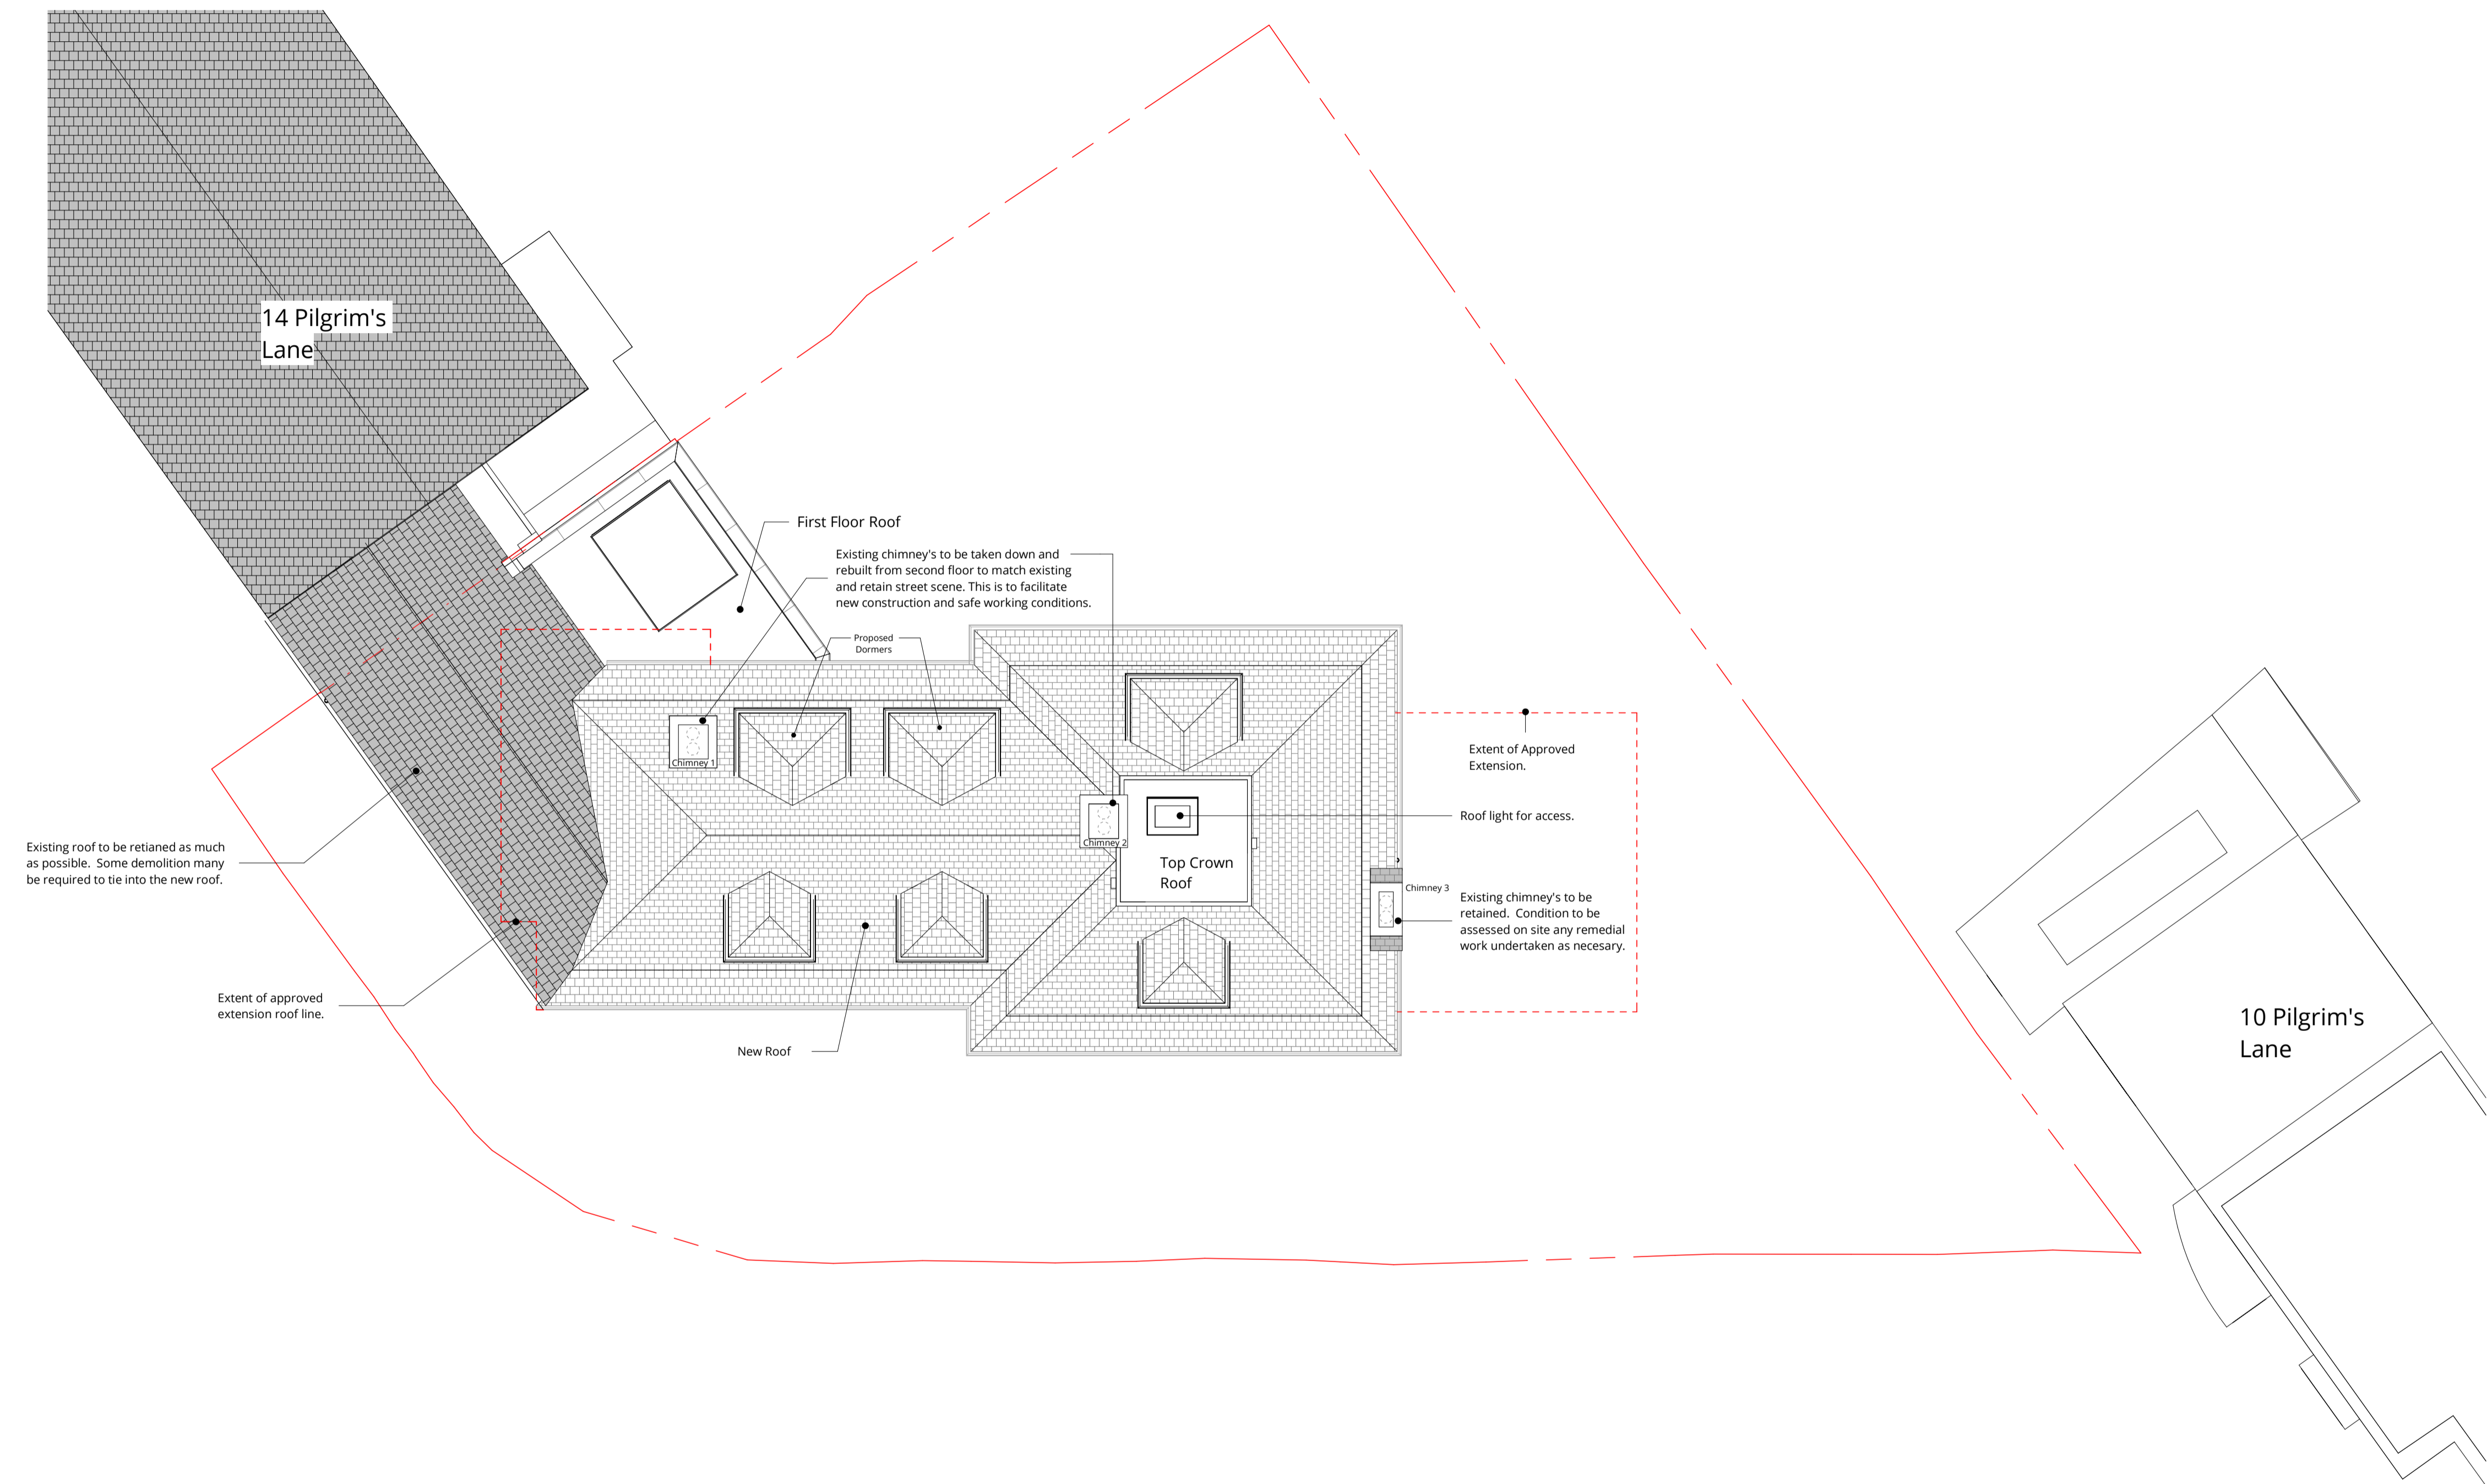 14 Pilgrim's
Lane
First Floor Roof
Existing chimney's to be taken down and
rebuilt from second floor to match existing
and retain street scene. This is to facilitate
new construction and safe working conditions.
Proposed
Dormers
Chimney 1
Chimney 2
Top Crown
Roof
Extent of Approved
Extension.
Roof light for access.
Chimney 3
Existing chimney's to be
retained. Condition to be
assessed on site any remedial
work undertaken as necesary.
Existing roof to be retianed as much
as possible. Some demolition many
be required to tie into the new roof.
Extent of approved
extension roof line.
New Roof
10 Pilgrim's
Lane